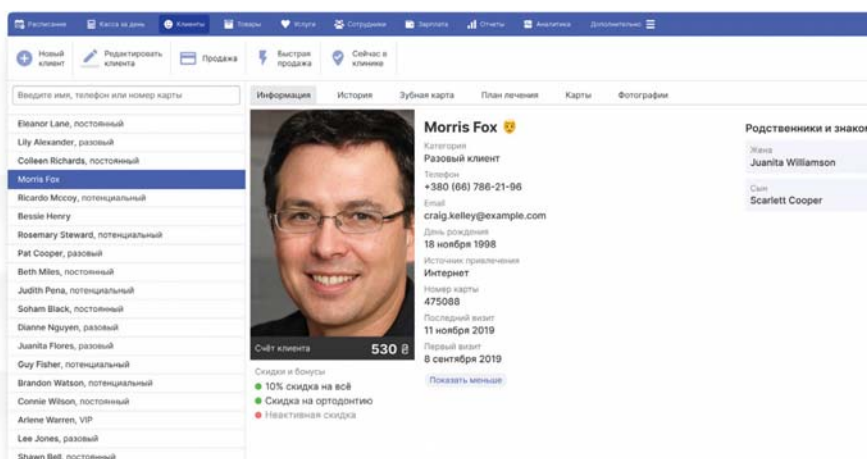 Расписание Касса за день Клиенты Товары Услуги Сотрудники Зарплата Отчеты Аналитика Дополнительно
Новый клиент
Редактировать клиента
Продажа
Быстрая продажа
Сейчас в клинике
Введите имя, телефон или номер карты
Eleanor Lane, постоянный
Lily Alexander, разовый
Colleen Richards, постоянный
Morris Fox
Ricardo Mccoy, потенциальный
Bessie Henry
Rosemary Steward, потенциальный
Pat Cooper, разовый
Beth Miles, постоянный
Judith Pena, потенциальный
Soham Black, постоянный
Dianne Nguyen, разовый
Juanita Flores, разовый
Guy Fisher, потенциальный
Brandon Watson, потенциальный
Connie Wilson, постоянный
Arlene Warren, VIP
Lee Jones, разовый
Shawn Bell, постоянный
Информация История Зубная карта План лечения Карты Фотографии
Счёт клиента 530 ₴
Скидки и бонусы
10% скидка на всё
Скидка на ортодонтию
Неактивная скидка
Morris Fox
Категория
Разовый клиент
Телефон
+380 (66) 786-21-96
Email
craig.kelley@example.com
День рождения
18 ноября 1998
Источник привлечения
Интернет
Номер карты
475088
Последний визит
11 ноября 2019
Первый визит
8 сентября 2019
Показать меньше
Родственники и знаком
Жена
Juanita Williamson
Сын
Scarlett Cooper